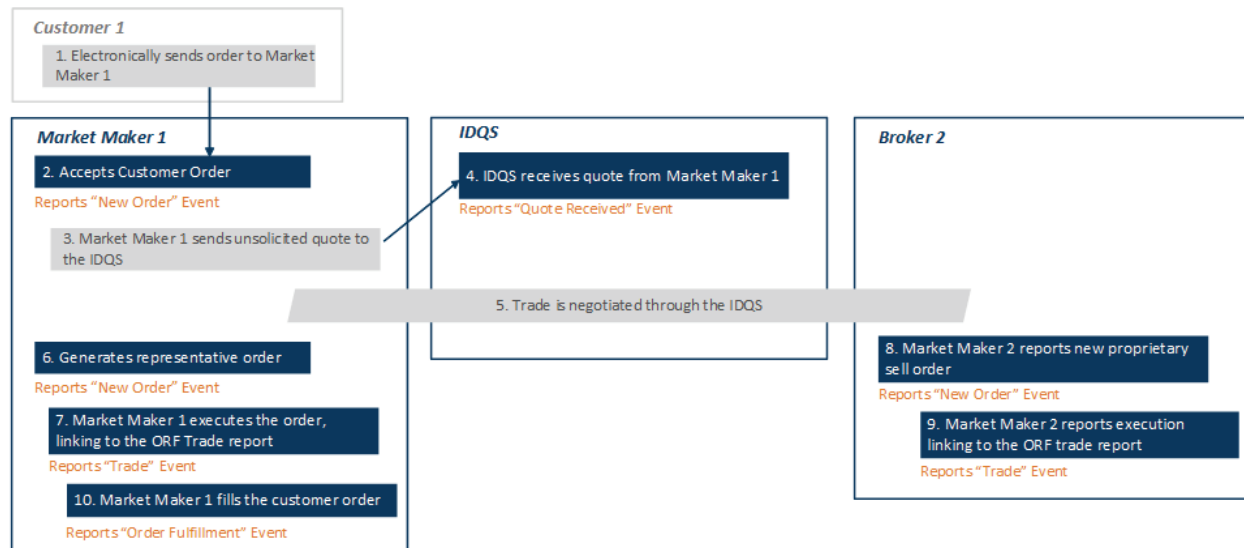 Customer 1
1. Electronically sends order to Market
Maker 1
Market Maker 1
2. Accepts Customer Order
Reports “New Order” Event
3. Market Maker 1 sends unsolicited quote to
the IDQS
IDQS
4. IDQS receives quote from Market Maker 1
Reports “Quote Received” Event
Broker 2
5. Trade is negotiated through the IDQS
6. Generates representative order
Reports “New Order” Event
7. Market Maker 1 executes the order,
linking to the ORF Trade report
Reports “Trade” Event
8. Market Maker 2 reports new proprietary
sell order
Reports “New Order” Event
9. Market Maker 2 reports execution
linking to the ORF trade report
Reports “Trade” Event
10. Market Maker 1 fills the customer order
Reports “Order Fulfillment” Event